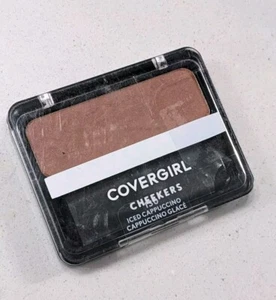 COVERGIRL
CHEEKERS
ICED CAPPUCCINO
CAPPUCCINO GLACÉ